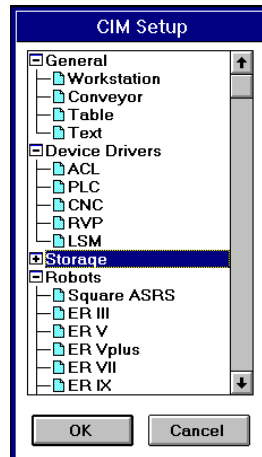 CIM Setup
General
Workstation
Conveyor
Table
Text
Device Drivers
ACL
PLC
CNC
RVP
LSM
Storage
Robots
Square ASRS
ER III
ER V
ER Vplus
ER VII
ER IX
OK Cancel